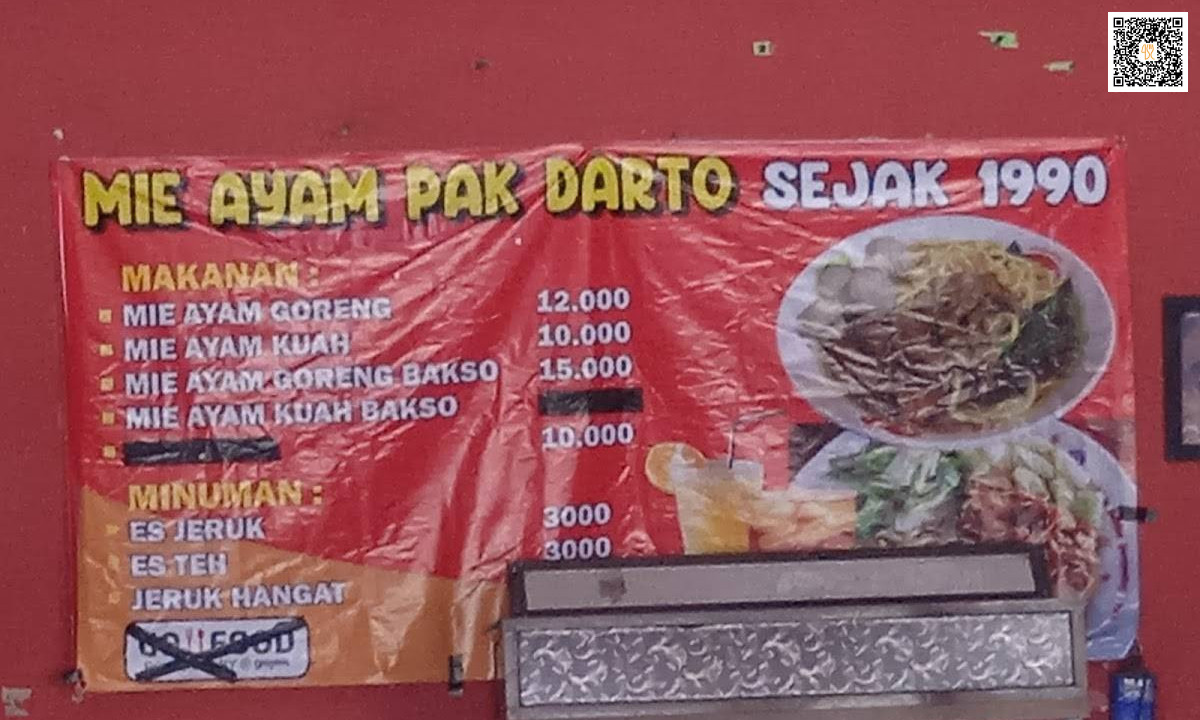 MIE AYAM PAK DARTO SEJAK 1990
MAKANAN :
MIE AYAM GORENG 12.000
MIE AYAM KUAH 10.000
MIE AYAM GORENG BAKSO 15.000
MIE AYAM KUAH BAKSO
10.000
MINUMAN :
ES JERUK 3000
ES TEH 3000
JERUK HANGAT
GO FOOD